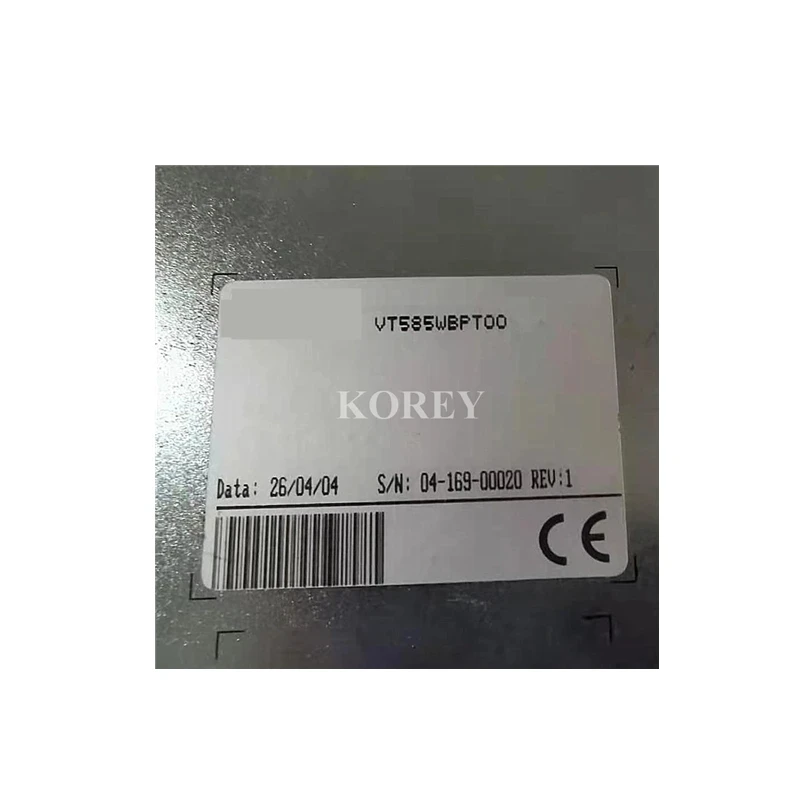 VT585WBPT00
KOREY
Data: 26/04/04 S/N: 04-169-00020 REV:1
CE